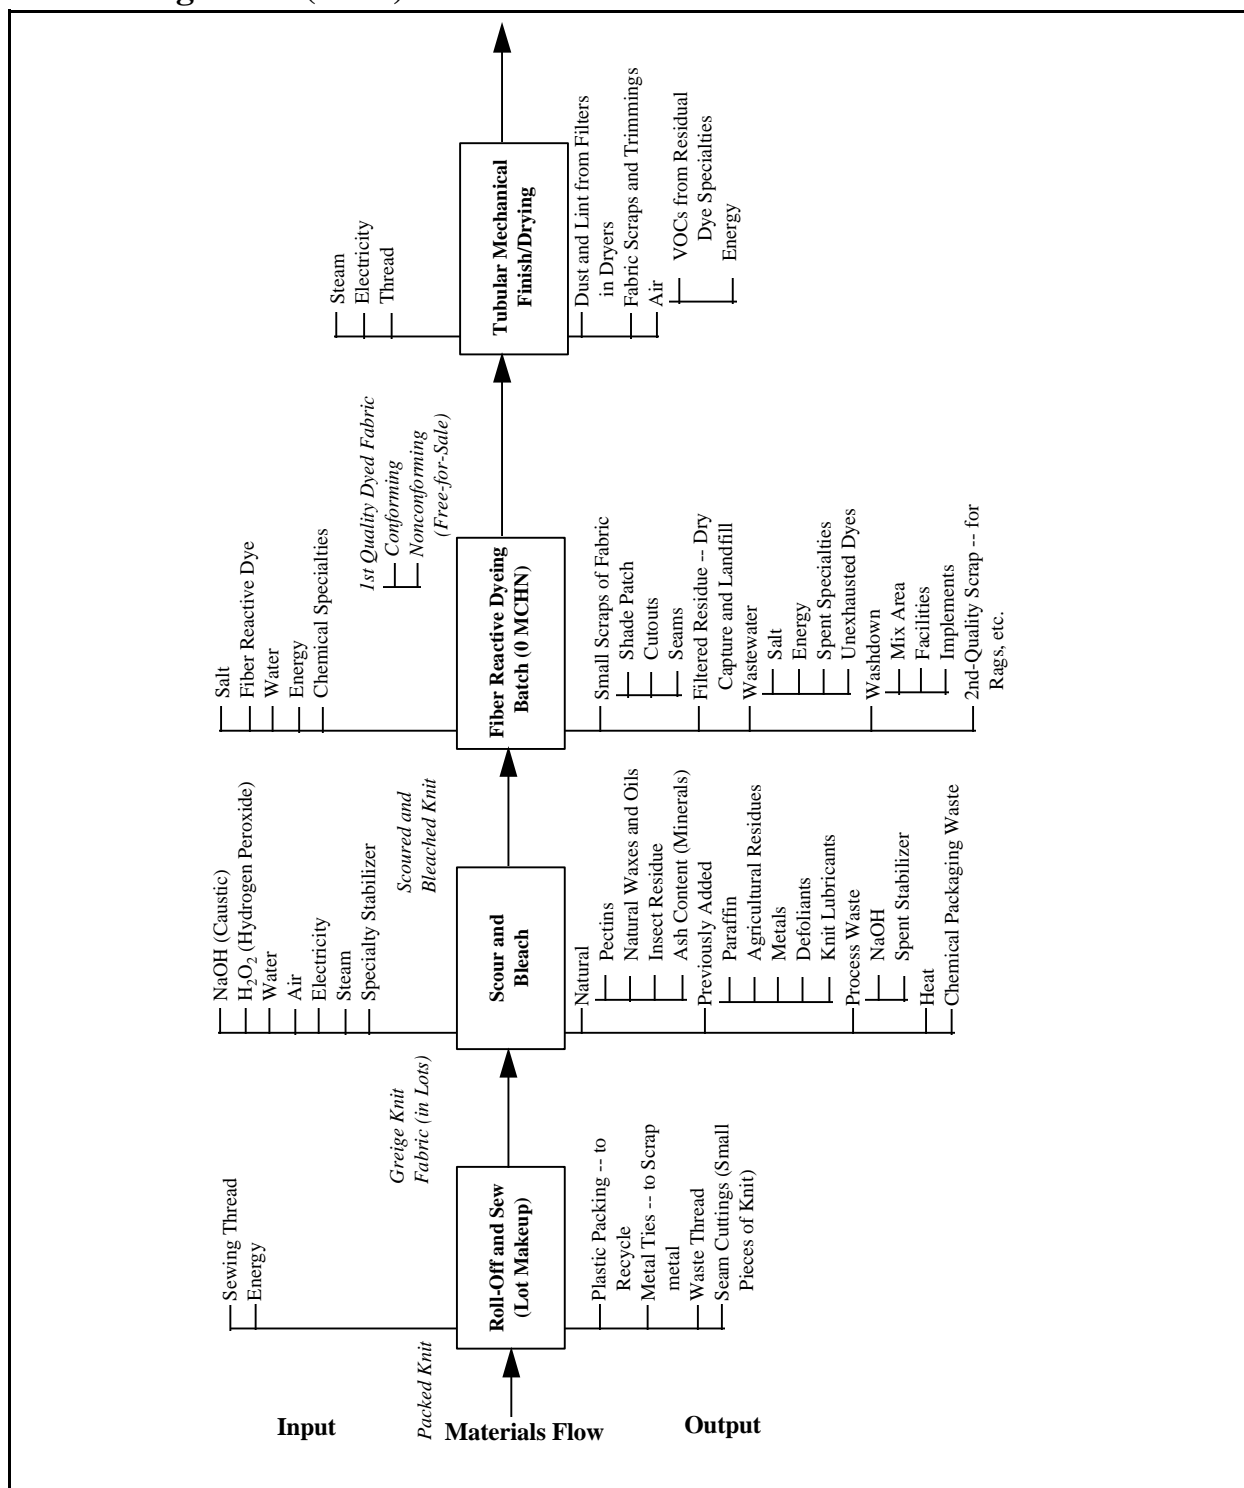 Input
Materials Flow
Output
Packed Knit
Sewing Thread
Energy
Roll-Off and Sew
(Lot Makeup)
Plastic Packing -- to
Recycle
Metal Ties -- to Scrap
metal
Waste Thread
Seam Cuttings (Small
Pieces of Knit)
Greige Knit
Fabric (in Lots)
NaOH (Caustic)
H₂O₂ (Hydrogen Peroxide)
Water
Air
Electricity
Steam
Specialty Stabilizer
Scour and
Bleach
Natural
Pectins
Natural Waxes and Oils
Insect Residue
Ash Content (Minerals)
Previously Added
Paraffin
Agricultural Residues
Metals
Defoliants
Knit Lubricants
Process Waste
NaOH
Spent Stabilizer
Heat
Chemical Packaging Waste
Scoured and
Bleached Knit
Salt
Fiber Reactive Dye
Water
Energy
Chemical Specialties
Fiber Reactive Dyeing
Batch (0 MCHN)
Small Scraps of Fabric
Shade Patch
Cutouts
Seams
Filtered Residue -- Dry
Capture and Landfill
Wastewater
Salt
Energy
Spent Specialties
Unexhausted Dyes
Washdown
Mix Area
Facilities
Implements
2nd-Quality Scrap -- for
Rags, etc.
1st Quality Dyed Fabric
Conforming
Nonconforming
(Free-for-Sale)
Steam
Electricity
Thread
Tubular Mechanical
Finish/Drying
Dust and Lint from Filters
in Dryers
Fabric Scraps and Trimmings
Air
VOCs from Residual
Dye Specialties
Energy